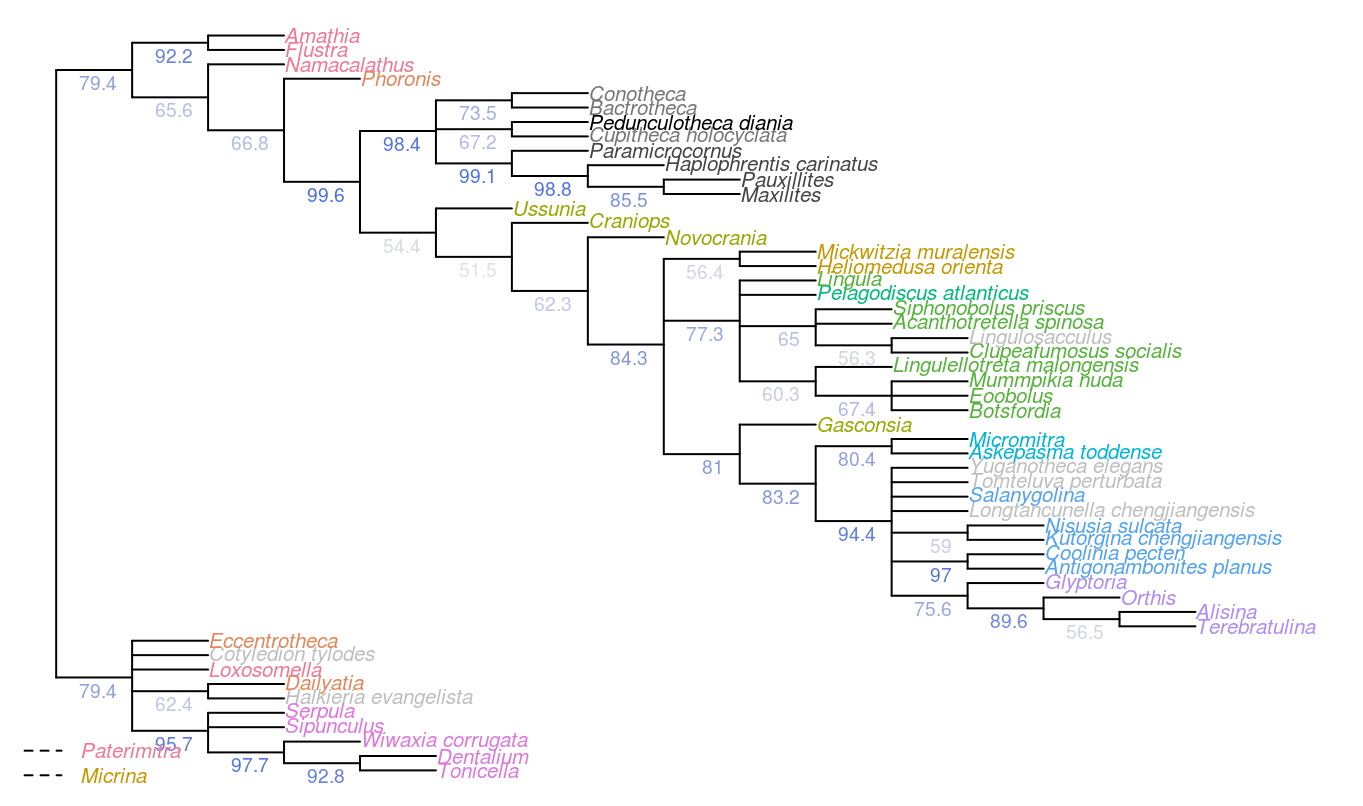 Amathia
92.2
Flustra
Namacalathus
79.4
Phoronis
65.6
Conotheca
73.5
Bactrotheca
Pedunculotheca diania
66.8
98.4
67.2
Cupitheca holocyclata
Paramicrocornus
Haplophrentis carinatus
99.1
Pauxillites
98.8
99.6
85.5
Maxilites
Ussunia
Craniops
54.4
Novocrania
Mickwitzia muralensis
51.5
56.4
Heliomedusa orienta
Lingula
Pelagodiscus atlanticus
62.3
Siphonobolus priscus
Acanthotretella spinosa
77.3
65
Lingulosacculus
84.3
56.3
Clupeafumosus socialis
Lingulellotreta malongensis
Mummpikia nuda
60.3
Eoobolus
67.4
Botsfordia
Gasconsia
Micromitra
81
80.4
Askepasma toddense
Yuganotheca elegans
Tomteluva perturbata
83.2
Salanygolina
Longtancunella chengjiangensis
94.4
Nisusia sulcata
59
Kutorgina chengjiangensis
Coolinia pecten
97
Antigonambonites planus
Glyptoria
75.6
Orthis
89.6
Alisina
56.5
Terebratulina
Eccentrotheca
Cotyledion tylodes
Loxosomella
79.4
Dailyatia
62.4
Halkieria evangelista
Serpula
Sipunculus
95.7
Wiwaxia corrugata
Paterimitra
97.7
Dentalium
92.8
Tonicella
Micrina